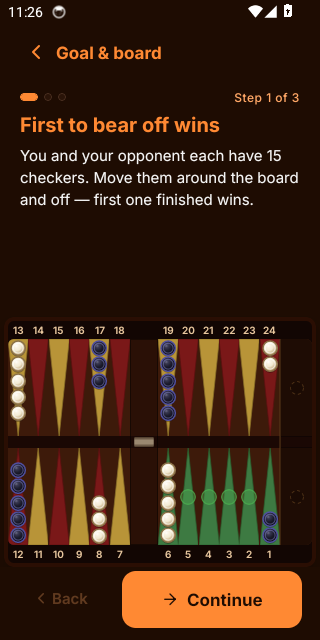 11:26
Goal & board
Step 1 of 3
First to bear off wins
You and your opponent each have 15
checkers. Move them around the board
and off — first one finished wins.
13 14 15 16 17 18 19 20 21 22 23 24
12 11 10 9 8 7 6 5 4 3 2 1
Back
Continue